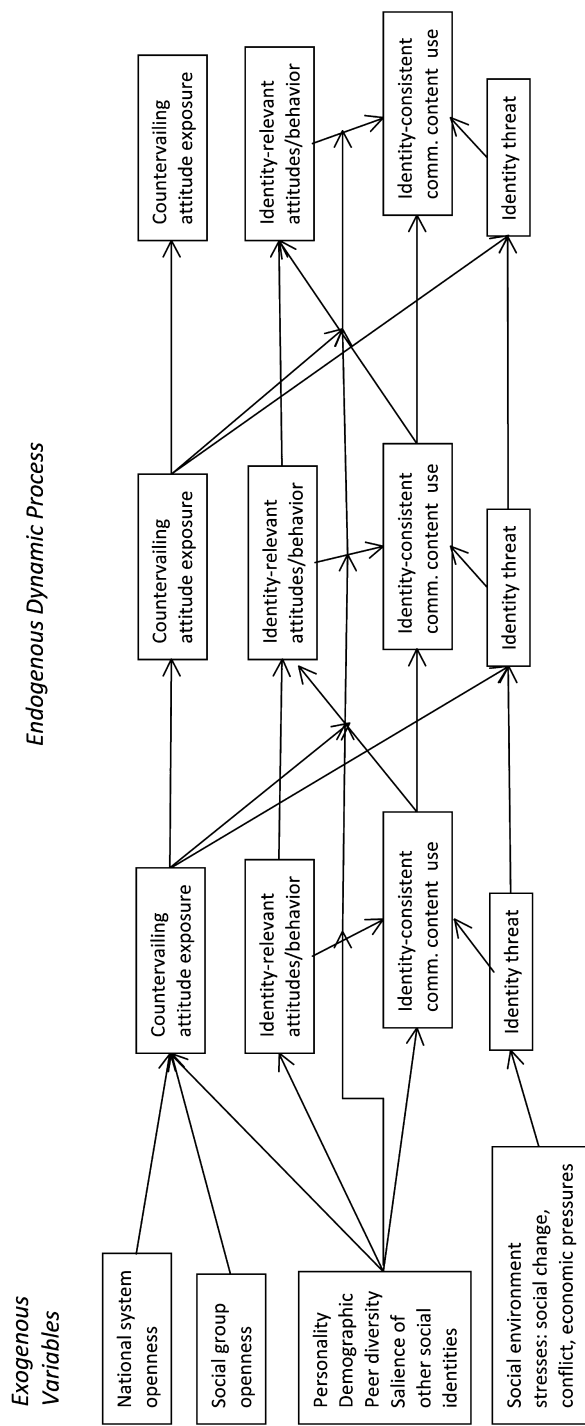 Exogenous
Variables
Endogenous Dynamic Process
National system
openness
Social group
openness
Personality
Demographic
Peer diversity
Salience of
other social
identities
Social environment
stresses: social change,
conflict, economic pressures
Countervailing
attitude exposure
Identity-relevant
attitudes/behavior
Identity-consistent
comm. content use
Identity threat
Countervailing
attitude exposure
Identity-relevant
attitudes/behavior
Identity-consistent
comm. content use
Identity threat
Countervailing
attitude exposure
Identity-relevant
attitudes/behavior
Identity-consistent
comm. content use
Identity threat